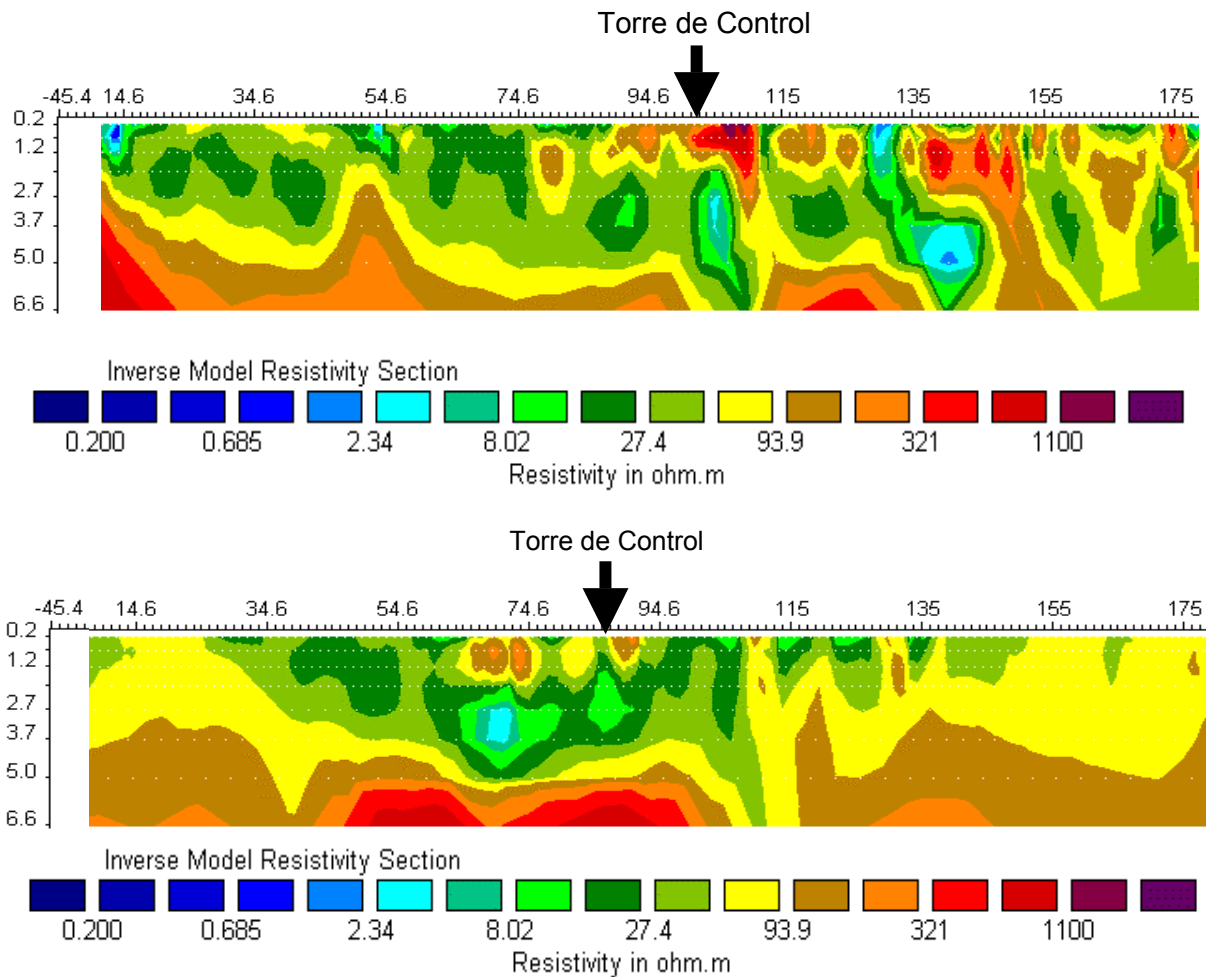 Torre de Control
-45.4 14.6 34.6 54.6 74.6 94.6 115 135 155 175
0.2
1.2
2.7
3.7
5.0
6.6
Inverse Model Resistivity Section
0.200 0.685 2.34 8.02 27.4 93.9 321 1100
Resistivity in ohm.m
Torre de Control
-45.4 14.6 34.6 54.6 74.6 94.6 115 135 155 175
0.2
1.2
2.7
3.7
5.0
6.6
Inverse Model Resistivity Section
0.200 0.685 2.34 8.02 27.4 93.9 321 1100
Resistivity in ohm.m